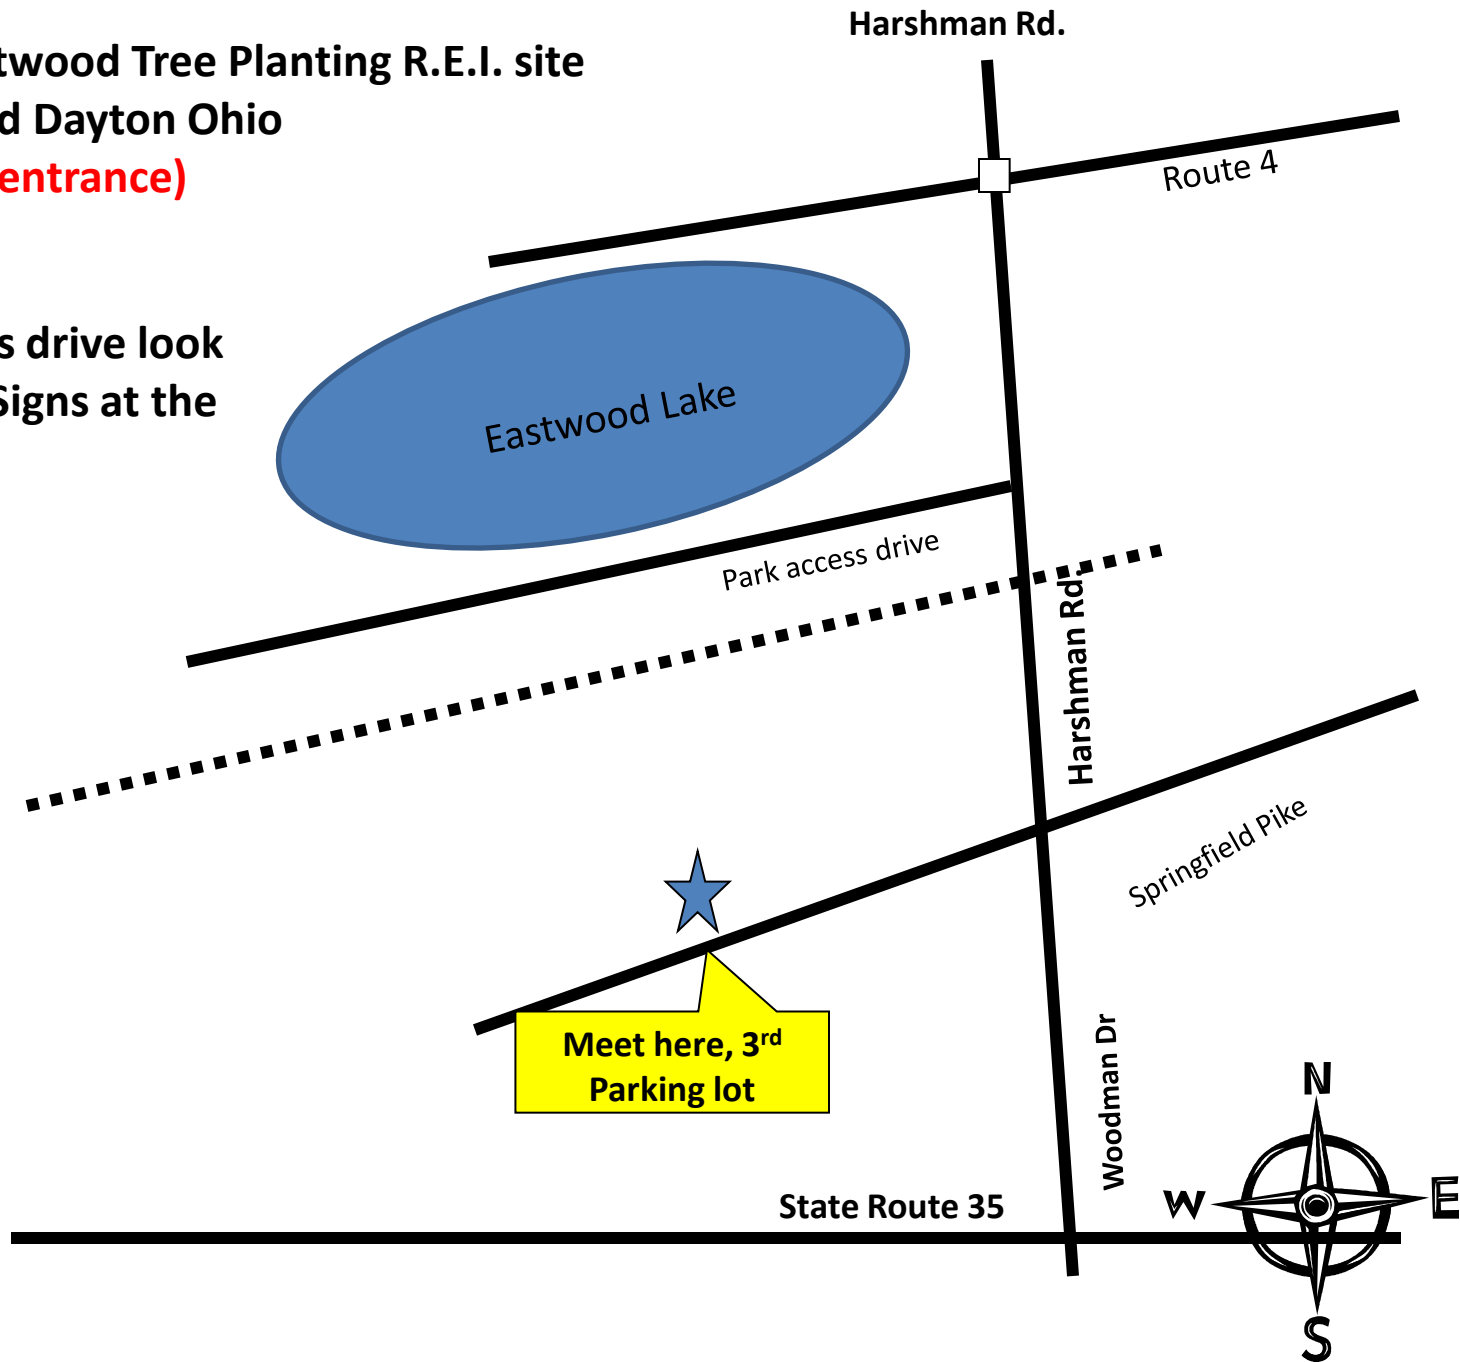 Harshman Rd.
twood Tree Planting R.E.I. site
d Dayton Ohio
entrance)
Route 4
s drive look
Signs at the
Eastwood Lake
Park access drive
Harshman Rd.
Springfield Pike
Meet here, 3rd
Parking lot
Woodman Dr
State Route 35
N
W
E
S